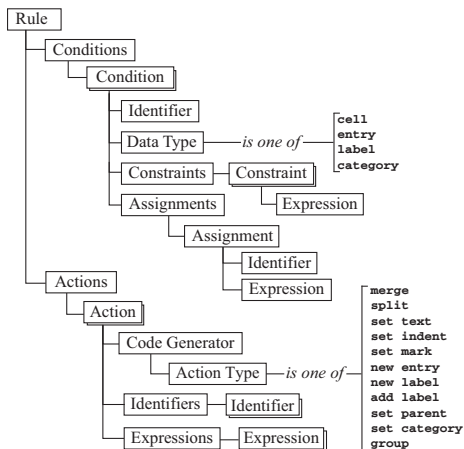 Rule
Conditions
Condition
Identifier
Data Type
is one of
cell
entry
label
category
Constraints
Constraint
Expression
Assignments
Assignment
Identifier
Expression
Actions
Action
Code Generator
Action Type
is one of
merge
split
set text
set indent
set mark
new entry
new label
add label
set parent
set category
group
Identifiers
Identifier
Expressions
Expression